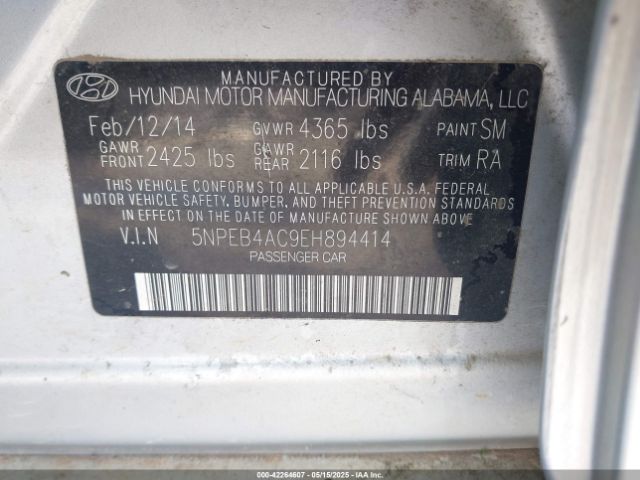 MANUFACTURED BY
HYUNDAI MOTOR MANUFACTURING ALABAMA, LLC
Feb/12/14 GVWR 4365 lbs PAINT SM
GAWR FRONT 2425 lbs GAWR REAR 2116 lbs TRIM RA
THIS VEHICLE CONFORMS TO ALL APPLICABLE U.S.A. FEDERAL
MOTOR VEHICLE SAFETY, BUMPER, AND THEFT PREVENTION STANDARDS
IN EFFECT ON THE DATE OF MANUFACTURE SHOWN ABOVE.
V.I.N 5NPEB4AC9EH894414
PASSENGER CAR
000-42264607 - 05/15/2025 - IAAI.COM